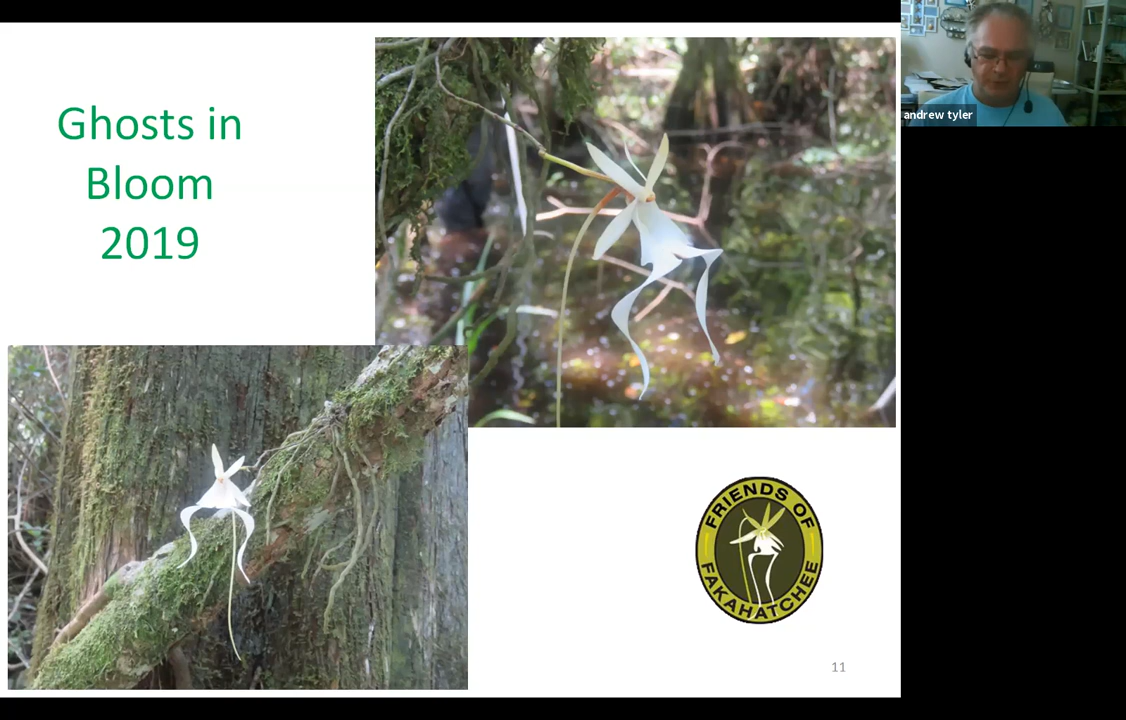 Ghosts in
Bloom
2019
andrew tyler
FRIENDS OF
FAKAHATCHEE
11